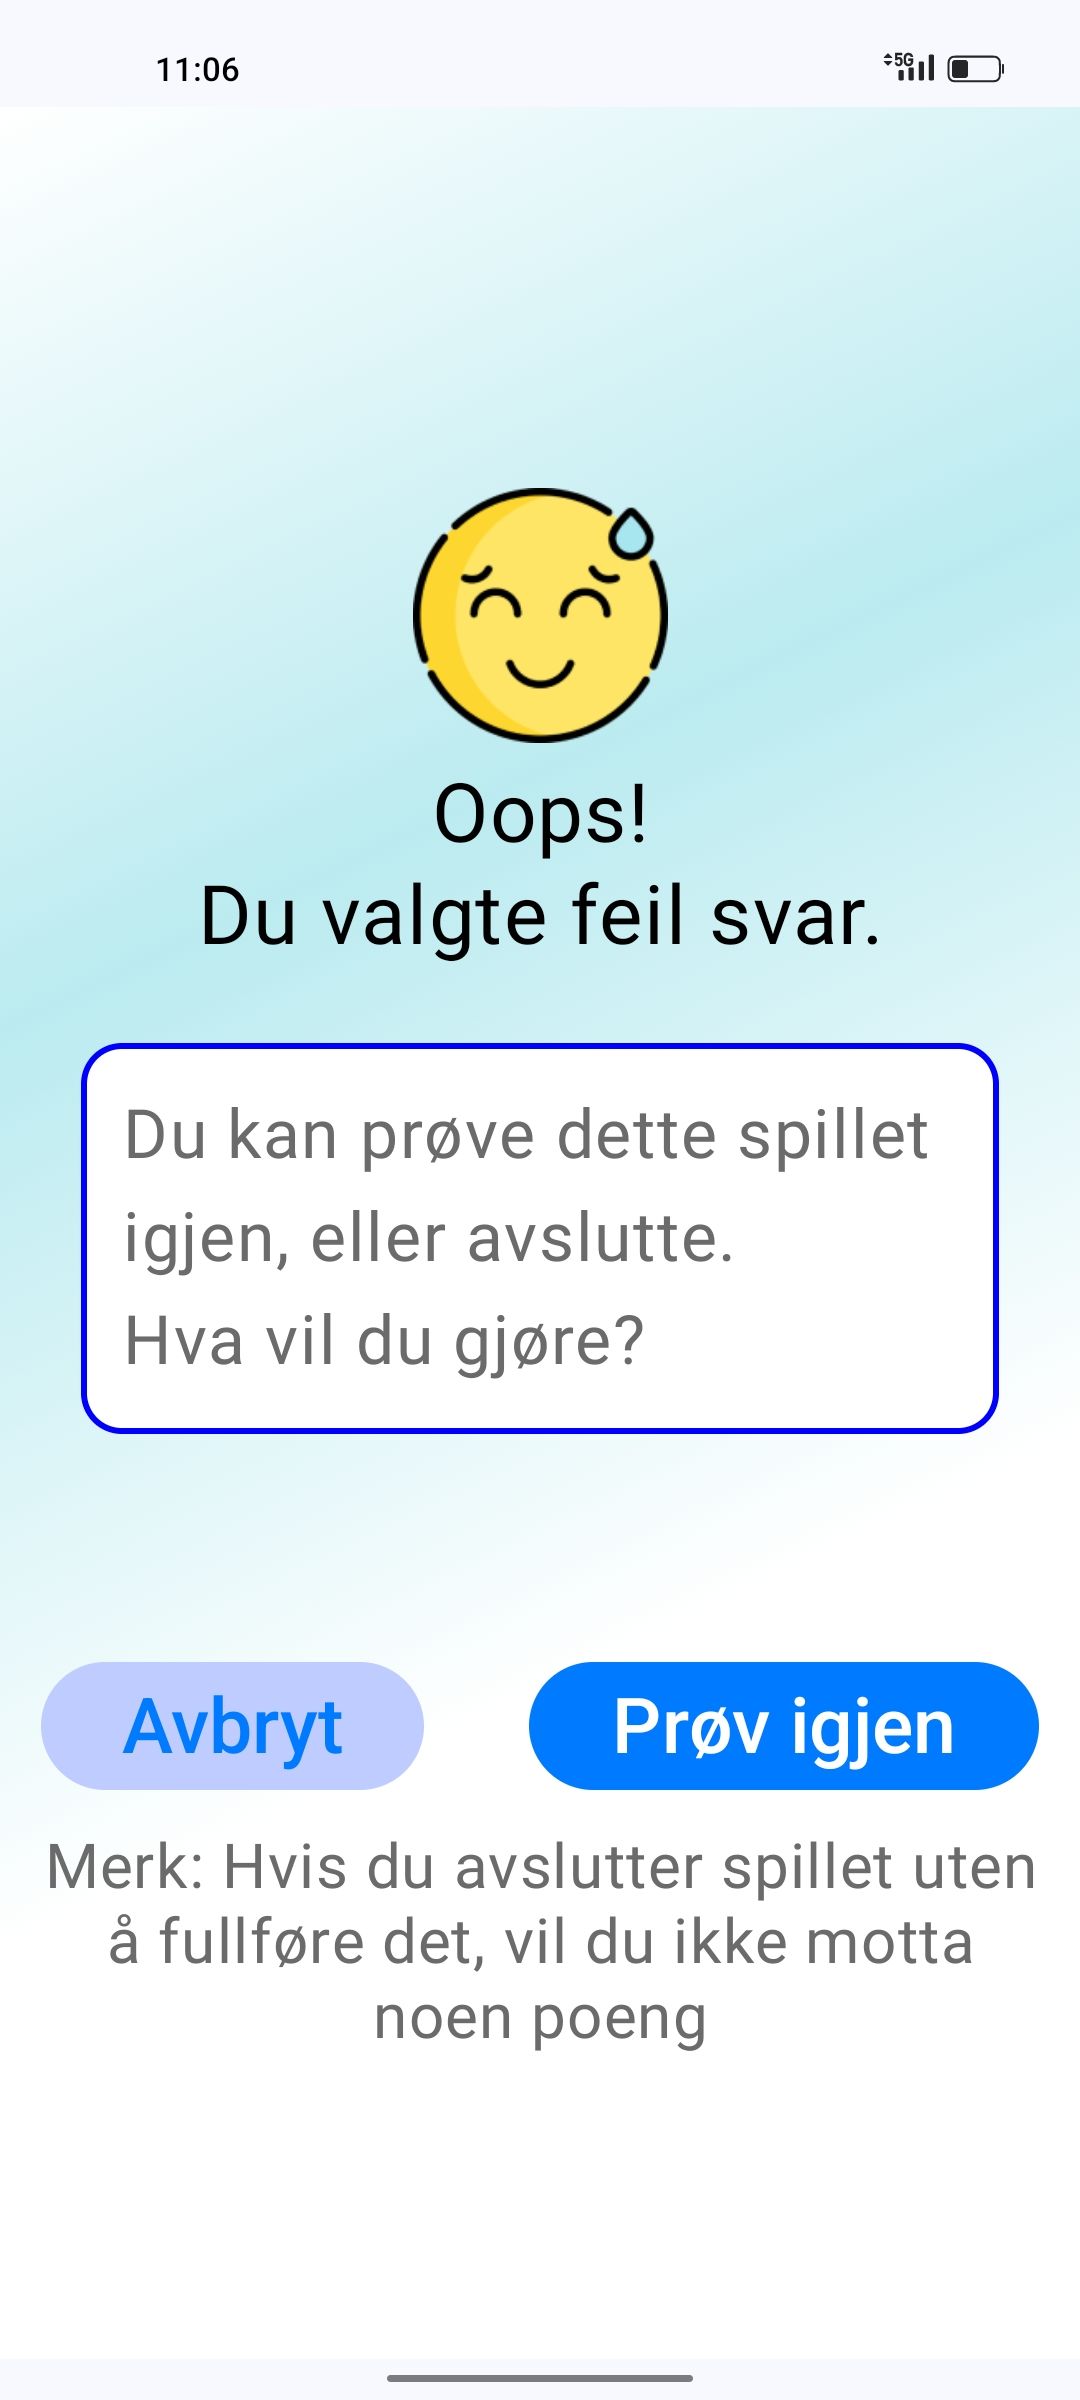 11:06
5G
Oops!
Du valgte feil svar.
Du kan prøve dette spillet
igjen, eller avslutte.
Hva vil du gjøre?
Avbryt
Prøv igjen
Merk: Hvis du avslutter spillet uten
å fullføre det, vil du ikke motta
noen poeng